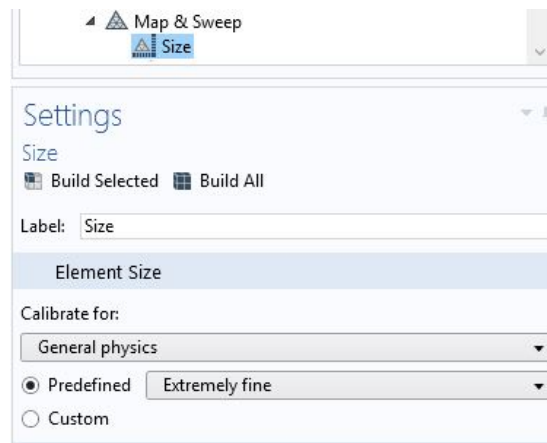 Map & Sweep
Size
Settings
Size
Build Selected Build All
Label: Size
Element Size
Calibrate for:
General physics
Predefined Extremely fine
Custom